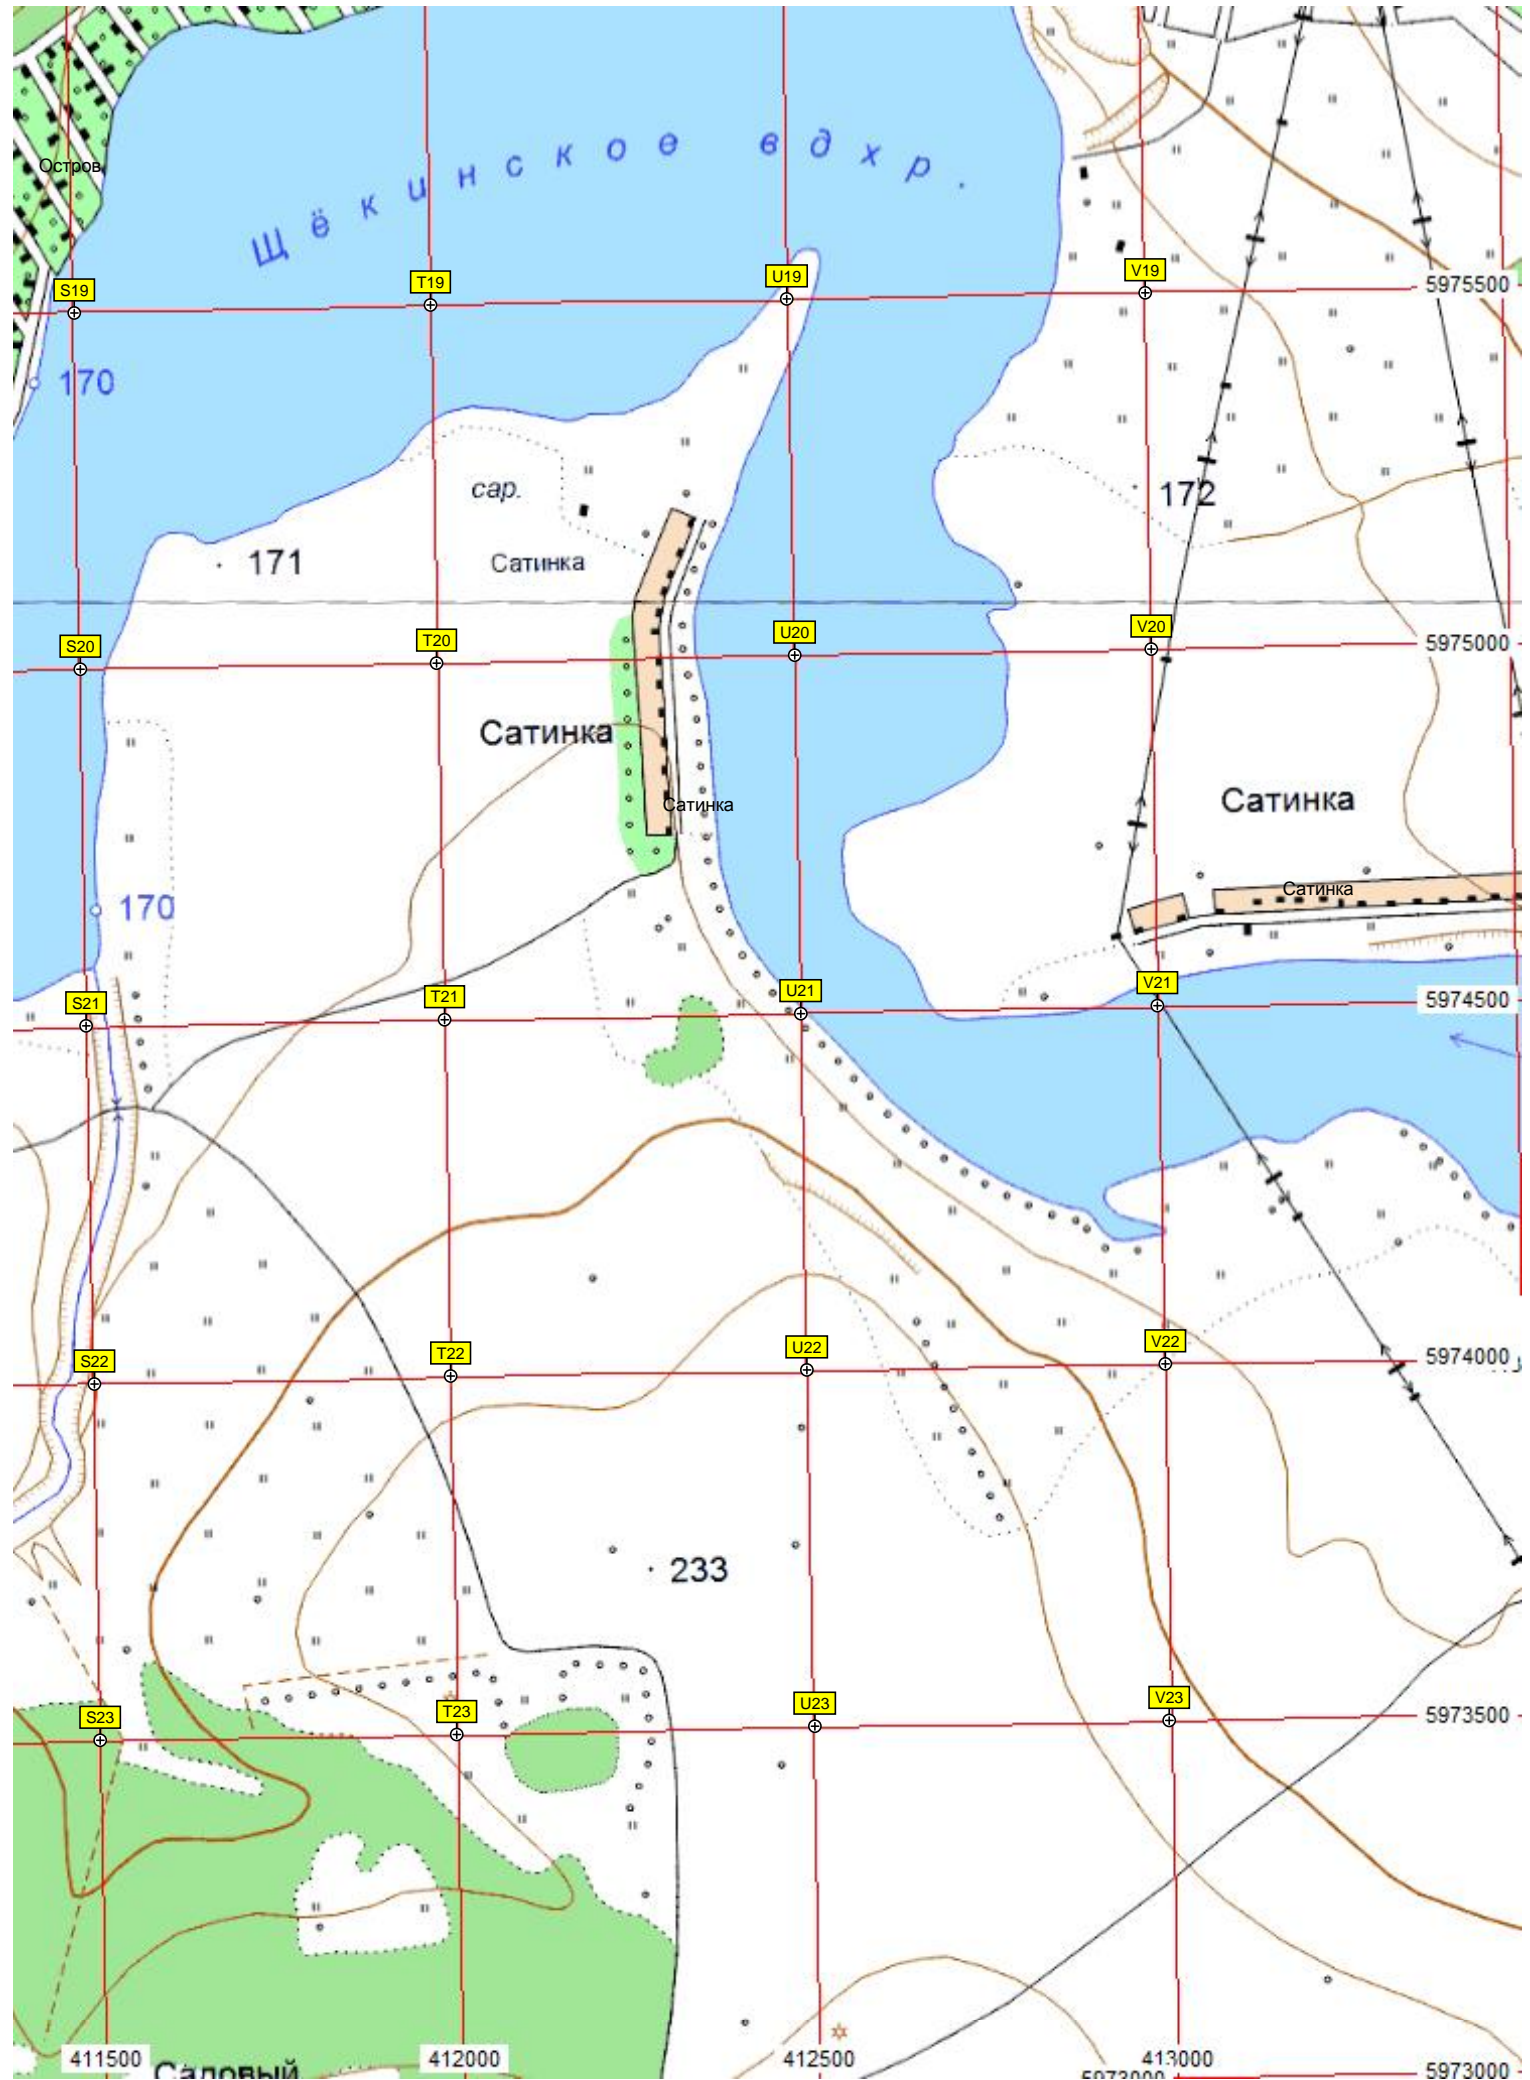 Остров
Щёкинское вдхр.
S19
T19
U19
V19
5975500
170
сар.
172
171
Сатинка
S20
T20
U20
V20
5975000
Сатинка
Сатинка
Сатинка
Сатинка
170
S21
T21
U21
V21
5974500
S22
T22
U22
V22
5974000
233
S23
T23
U23
V23
5973500
411500
412000
412500
413000
5973000
Садовый
5973000